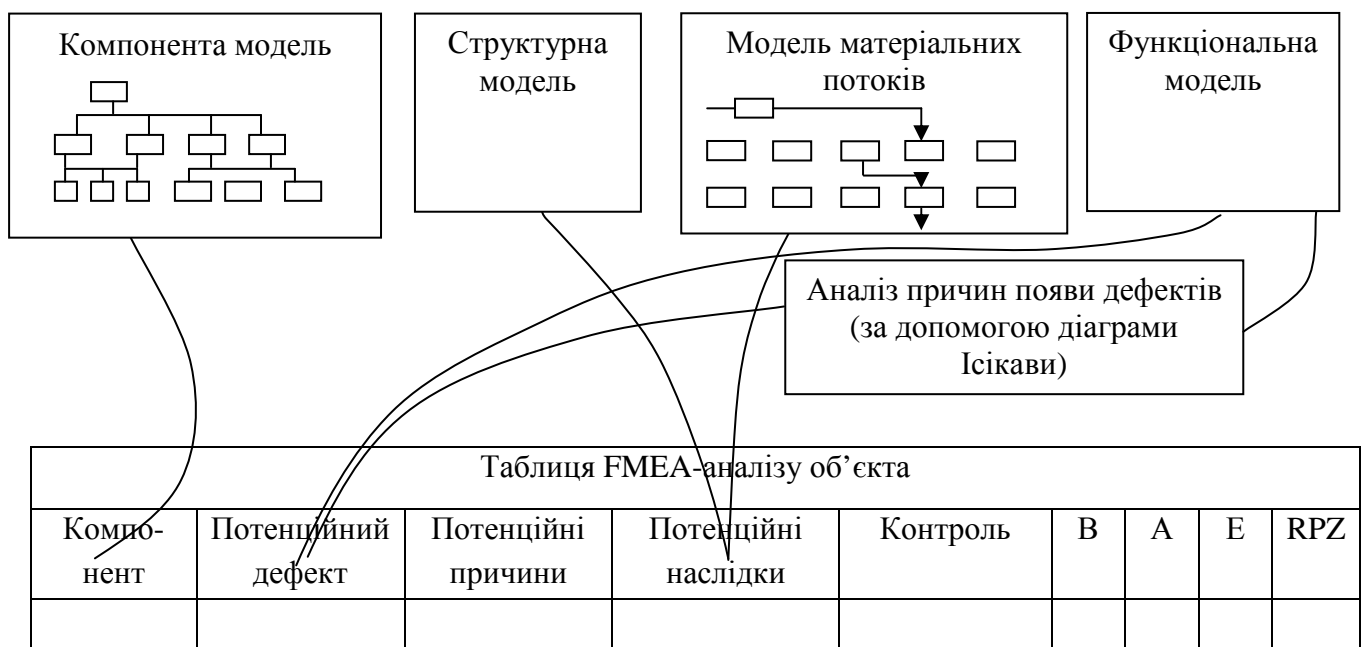 Компонента модель
Структурна
модель
Модель матеріальних
потоків
Функціональна
модель
Аналіз причин появи дефектів
(за допомогою діаграми
Ісікави)
Таблиця FMEA-аналізу об’єкта
Компо-
нент
Потенційний
дефект
Потенційні
причини
Потенційні
наслідки
Контроль
B
A
E
RPZ